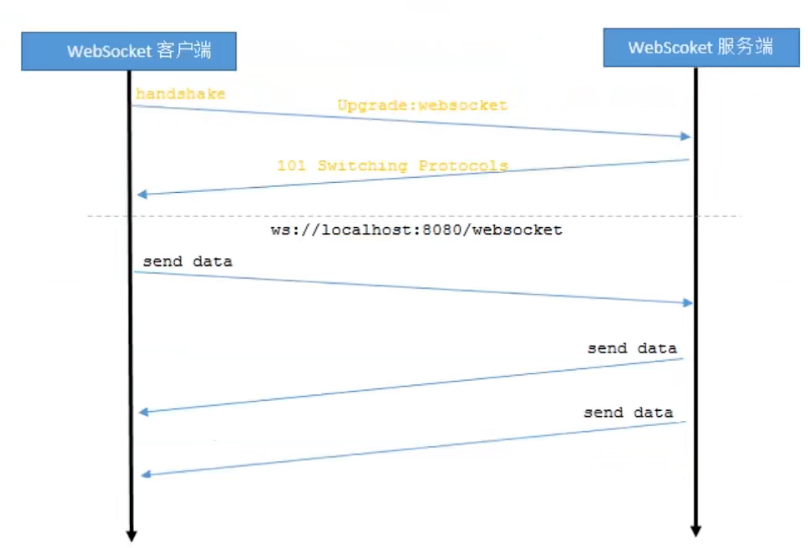 WebSocket 客户端
WebScoket 服务端
handshake
Upgrade:websocket
101 Switching Protocols
ws://localhost:8080/websocket
send data
send data
send data